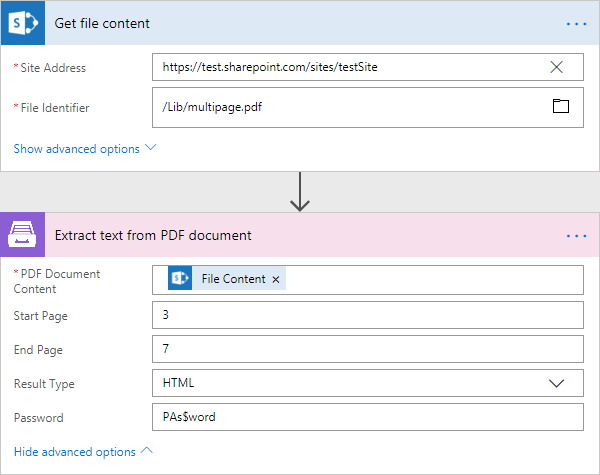 Get file content
* Site Address https://test.sharepoint.com/sites/testSite
* File Identifier /Lib/multipage.pdf
Show advanced options
Extract text from PDF document
* PDF Document
Content
File Content ×
Start Page 3
End Page 7
Result Type HTML
Password PAs$word
Hide advanced options